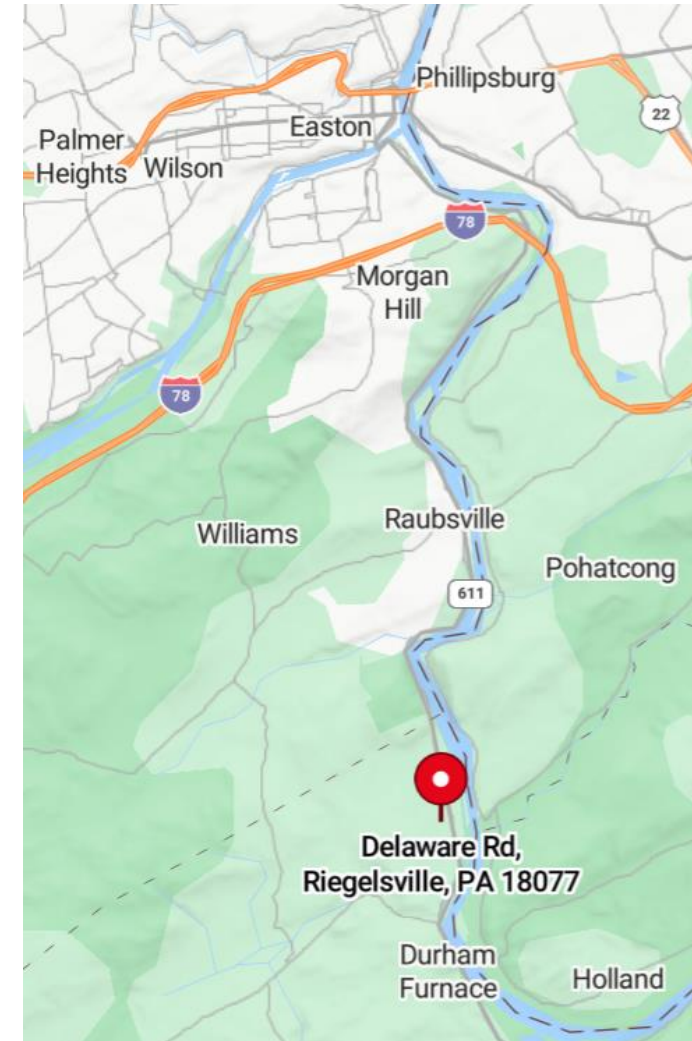 Phillipsburg
22
Easton
Palmer
Heights
Wilson
78
Morgan
Hill
78
Williams
Raubsville
Pohatcong
611
Delaware Rd,
Riegelsville, PA 18077
Durham
Furnace
Holland